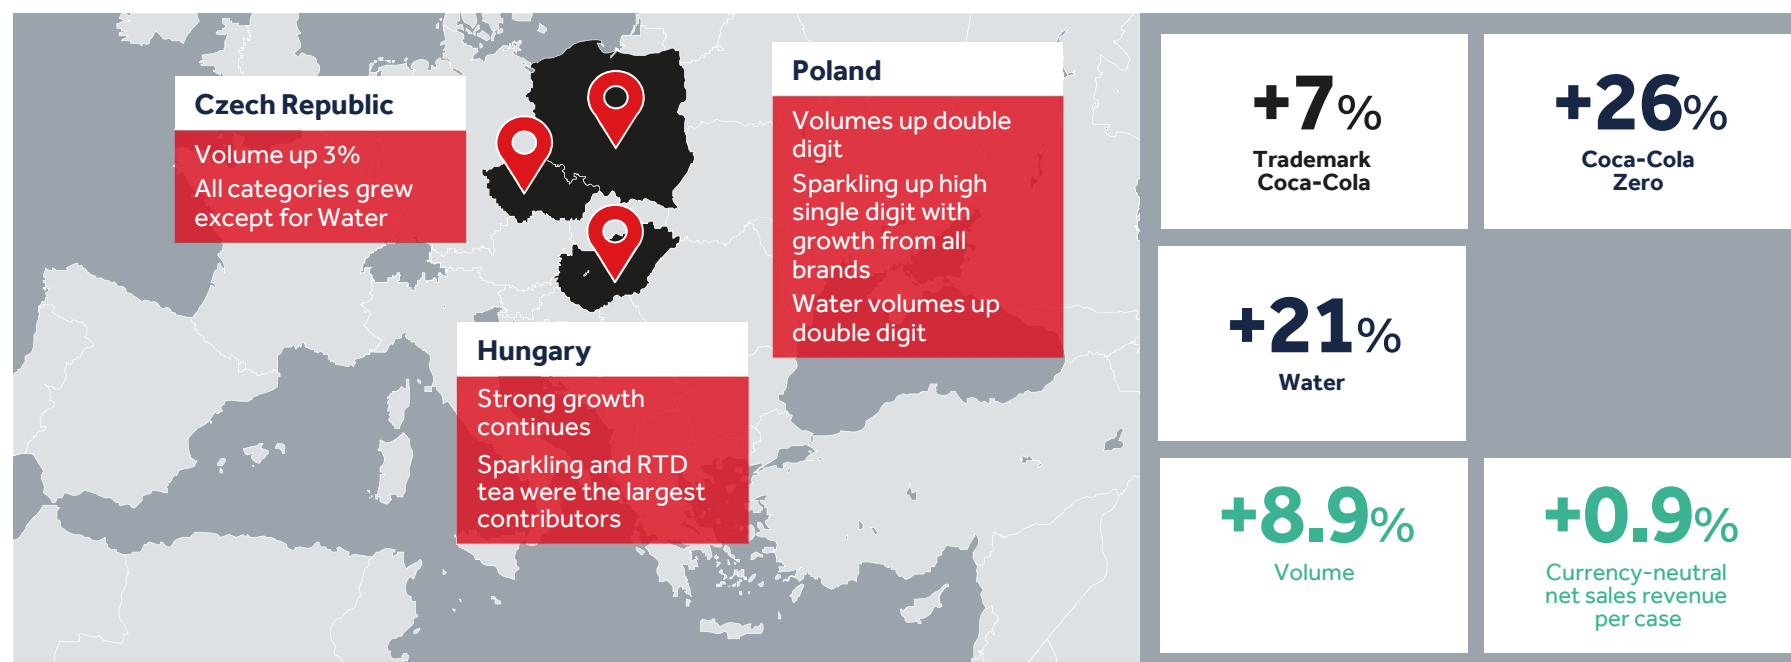 Czech Republic
Volume up 3%
All categories grew
except for Water
Hungary
Strong growth
continues
Sparkling and RTD
tea were the largest
contributors
Poland
Volumes up double
digit
Sparkling up high
single digit with
growth from all
brands
Water volumes up
double digit
+7%
Trademark
Coca-Cola
+26%
Coca-Cola
Zero
+21%
Water
+8.9%
Volume
+0.9%
Currency-neutral
net sales revenue
per case